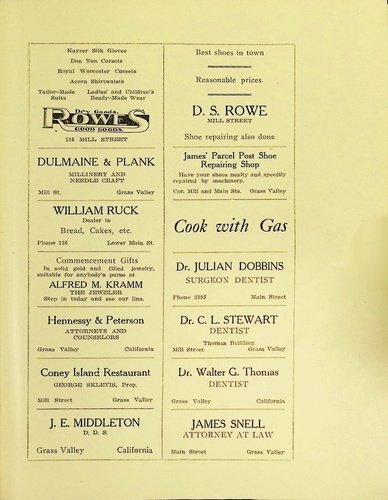 Kayser Silk Gloves
Don Ton Corsets
Royal Worcester Corsets
Acorn Shirtwaists
Tailor-Made Suits
Ladies' and Children's Ready-Made Wear
Dry Goods,
ROWE'S
GOOD GOODS.
116 MILL STREET
DULMAINE & PLANK
MILLINERY AND
NEEDLE CRAFT
Mill St. Grass Valley
WILLIAM RUCK
Dealer in
Bread, Cakes, etc.
Phone 116 Lower Main St.
Commencement Gifts
In solid gold and filled jewelry,
suitable for anybody's purse at
ALFRED M. KRAMM
THE JEWELER
Step in today and see our line.
Hennessy & Peterson
ATTORNEYS AND
COUNSELORS
Grass Valley California
Coney Island Restaurant
GEORGE SKLEVIS, Prop.
Mill Street Grass Valley
J. E. MIDDLETON
D. D. S.
Grass Valley California
Best shoes in town
Reasonable prices
D. S. ROWE
MILL STREET
Shoe repairing also done
James' Parcel Post Shoe
Repairing Shop
Have your shoes neatly and speedily
repaired by machinery.
Cor. Mill and Main Sts. Grass Valley
Cook with Gas
Dr. JULIAN DOBBINS
SURGEON DENTIST
Phone 239J Main Street
Dr. C. L. STEWART
DENTIST
Thomas Building
Mill Street Grass Valley
Dr. Walter G. Thomas
DENTIST
Grass Valley California
JAMES SNELL
ATTORNEY AT LAW
Main Street Grass Valley